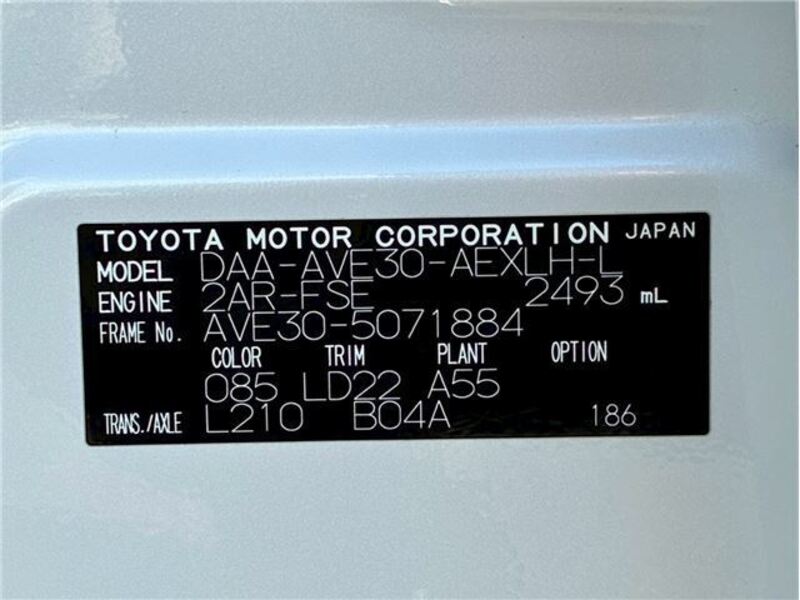 TOYOTA MOTOR CORPORATION JAPAN
MODEL DAA-AVE30-AEXLH-L
ENGINE 2AR-FSE 2493 mL
FRAME No. AVE30-5071884
COLOR TRIM PLANT OPTION
085 LD22 A55
TRANS./AXLE L210 B04A 186